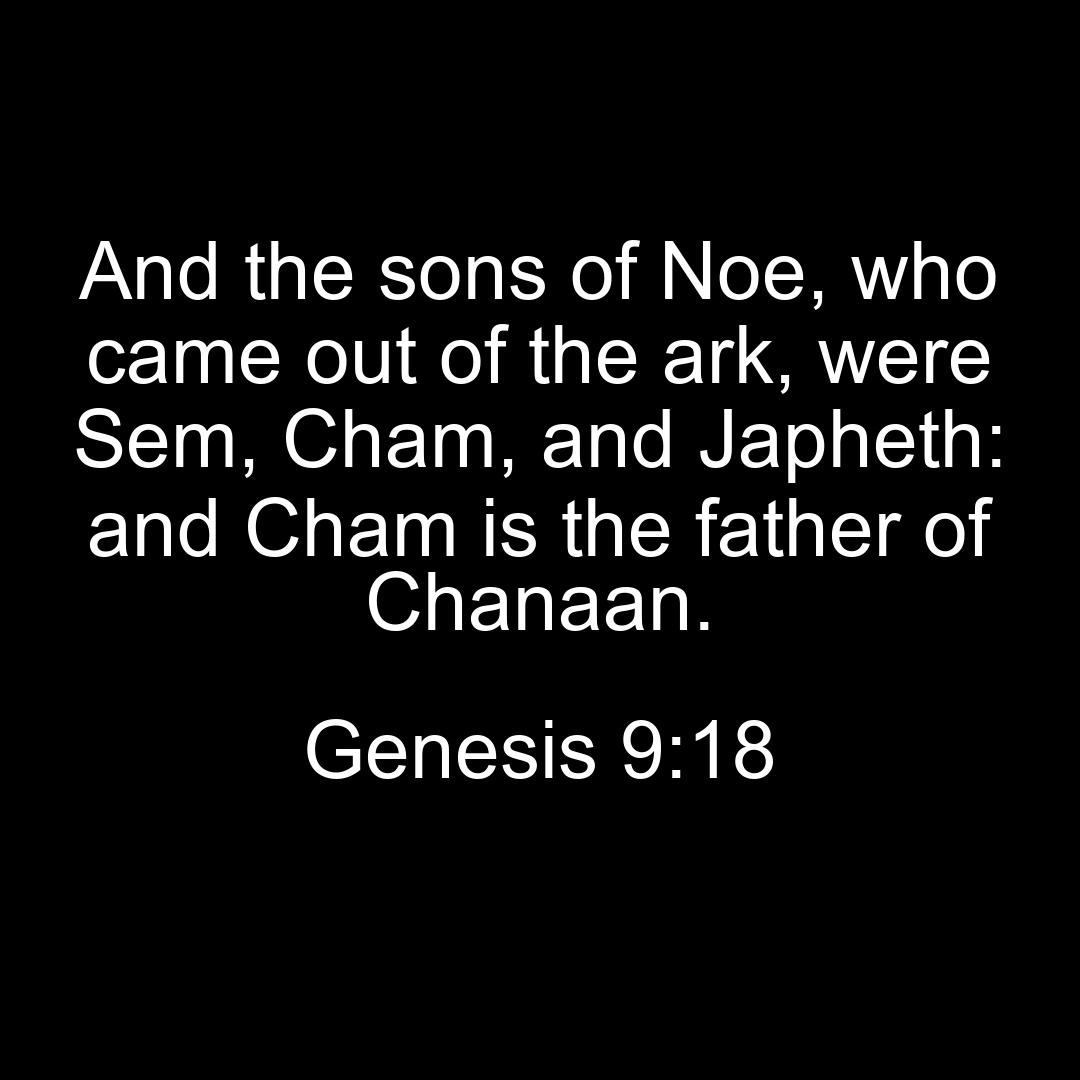 And the sons of Noe, who
came out of the ark, were
Sem, Cham, and Japheth:
and Cham is the father of
Chanaan.
Genesis 9:18